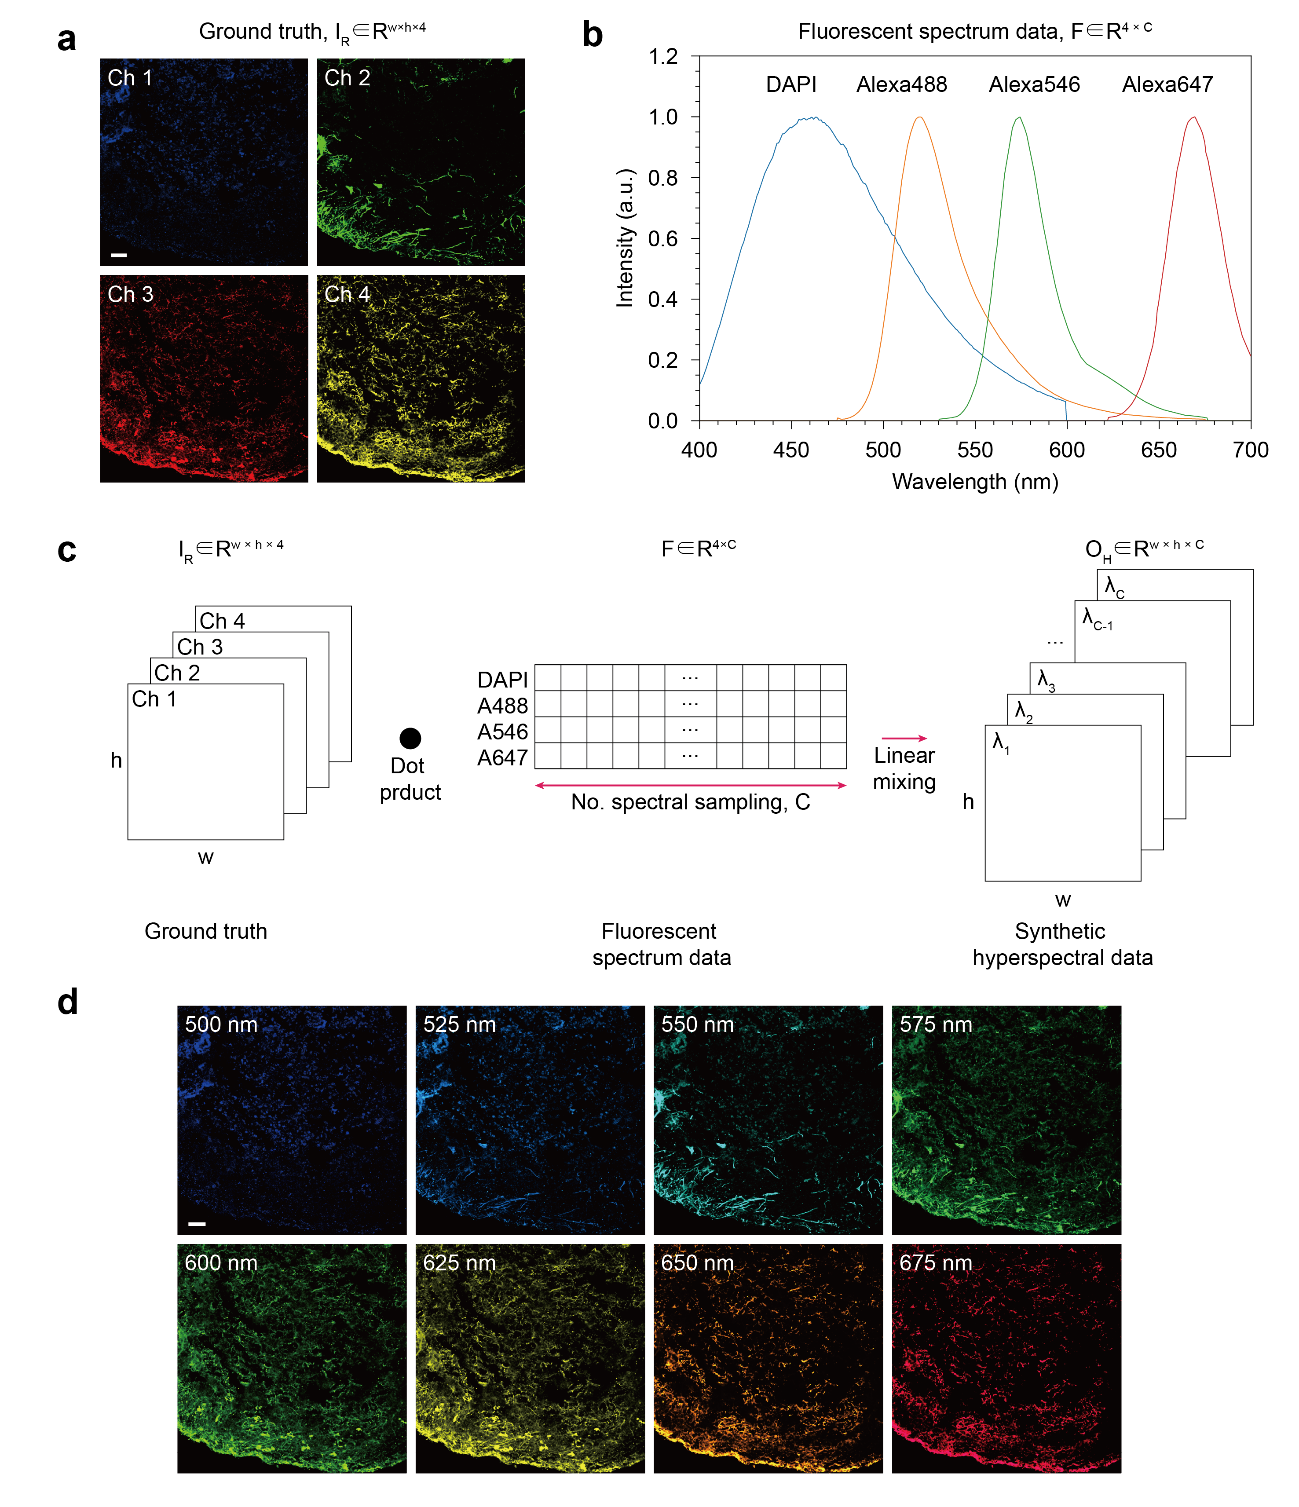 a
Ground truth, I_R∈R^w×h×4
Ch 1
Ch 2
Ch 3
Ch 4
b
Fluorescent spectrum data, F∈R^4 × C
DAPI Alexa488 Alexa546 Alexa647
Intensity (a.u.)
1.2
1.0
0.8
0.6
0.4
0.2
0.0
400 450 500 550 600 650 700
Wavelength (nm)
c
I_R∈R^w × h × 4
Ch 4
Ch 3
Ch 2
Ch 1
h
w
Ground truth
Dot
prduct
F∈R^4×C
DAPI ...
A488 ...
A546 ...
A647 ...
No. spectral sampling, C
Fluorescent
spectrum data
Linear
mixing
O_H∈R^w × h × C
λ_C
λ_C-1
...
λ_3
λ_2
λ_1
h
w
Synthetic
hyperspectral data
d
500 nm
525 nm
550 nm
575 nm
600 nm
625 nm
650 nm
675 nm